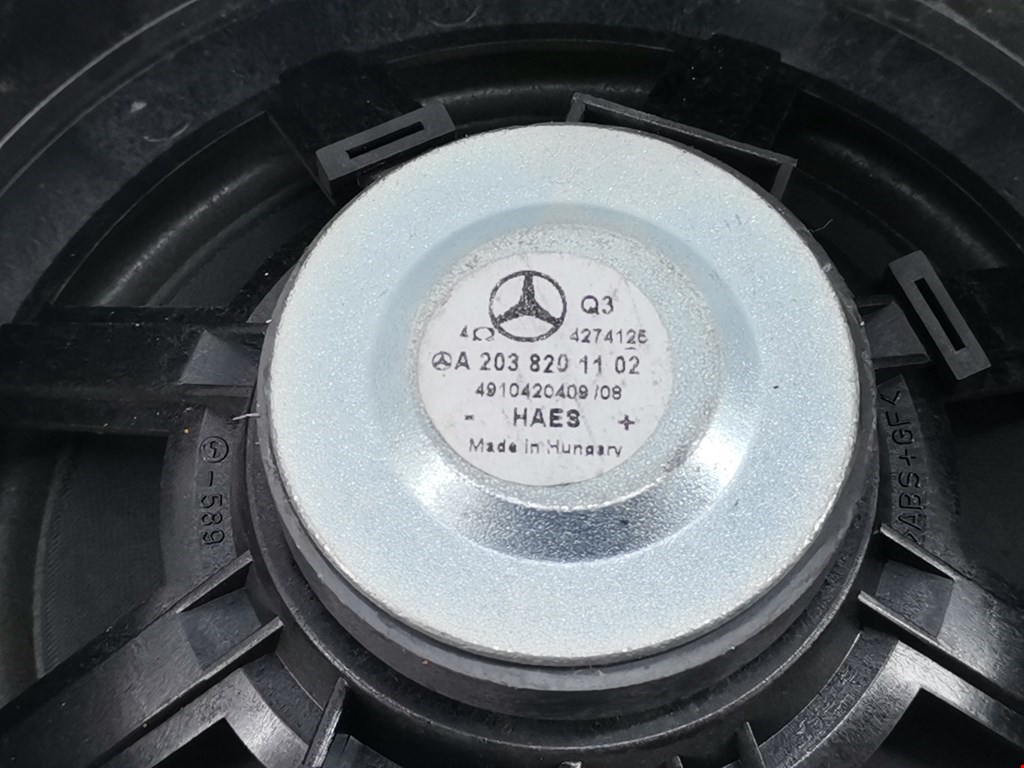 Q3
4Ω 4274126
A 203 820 11 02
4910420409/08
- HAES +
Made in Hungary
-589
>ABS+GF<